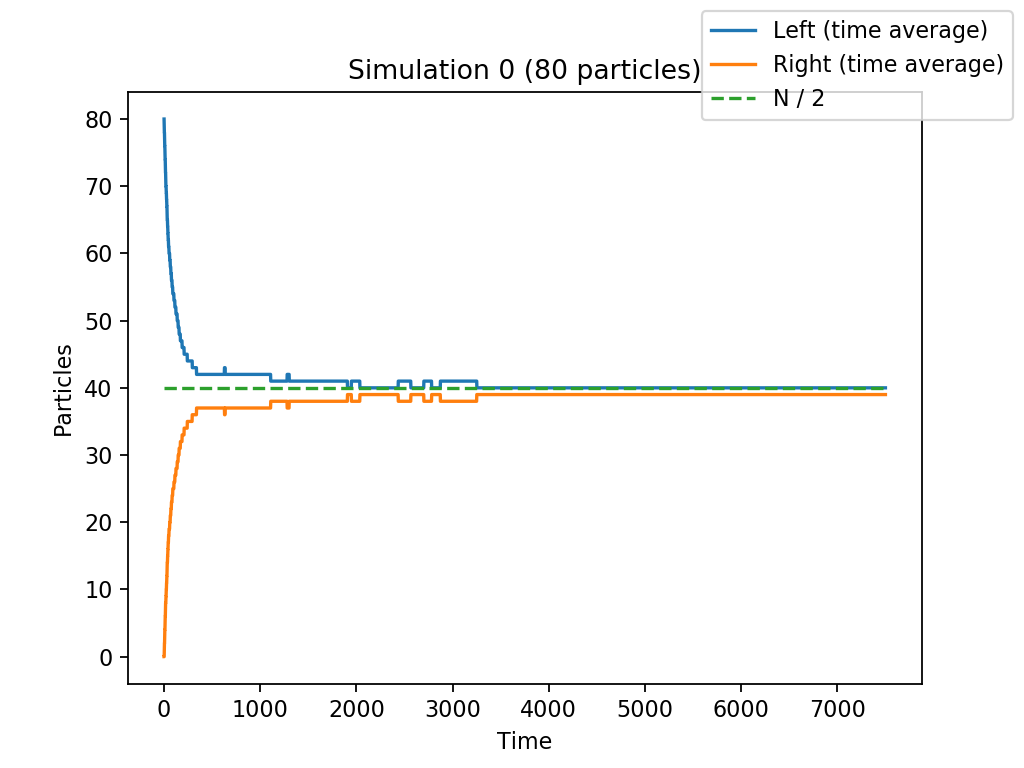 Left (time average)
Right (time average)
N / 2
Simulation 0 (80 particles)
80
70
60
50
40
30
20
10
0
Particles
0 1000 2000 3000 4000 5000 6000 7000
Time